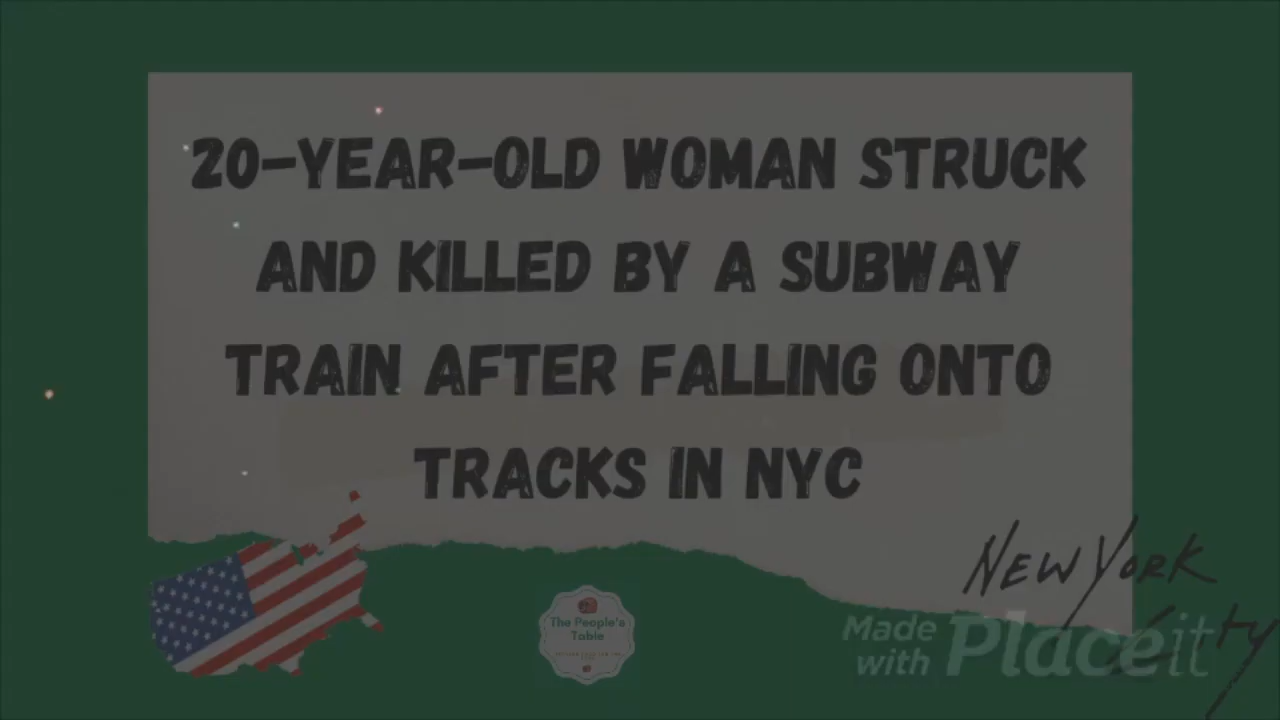 20-YEAR-OLD WOMAN STRUCK
AND KILLED BY A SUBWAY
TRAIN AFTER FALLING ONTO
TRACKS IN NYC
NEW YORK
City
The People's
Table
Made
with Placeit